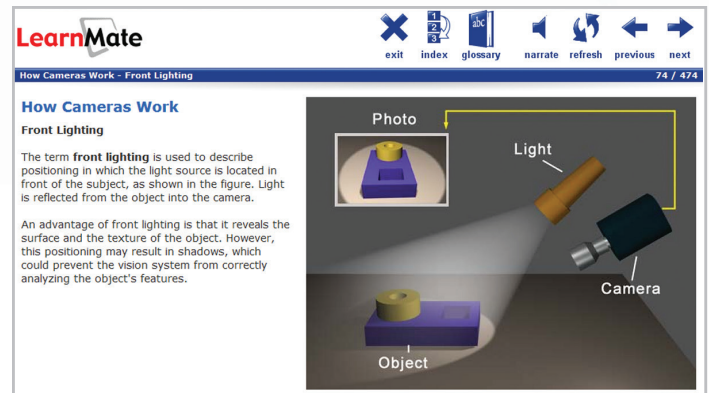 LearnMate
exit index glossary narrate refresh previous next
How Cameras Work - Front Lighting 74 / 474
How Cameras Work
Front Lighting
The term front lighting is used to describe
positioning in which the light source is located in
front of the subject, as shown in the figure. Light
is reflected from the object into the camera.
An advantage of front lighting is that it reveals the
surface and the texture of the object. However,
this positioning may result in shadows, which
could prevent the vision system from correctly
analyzing the object's features.
Photo
Light
Camera
Object
1
2
3
abc